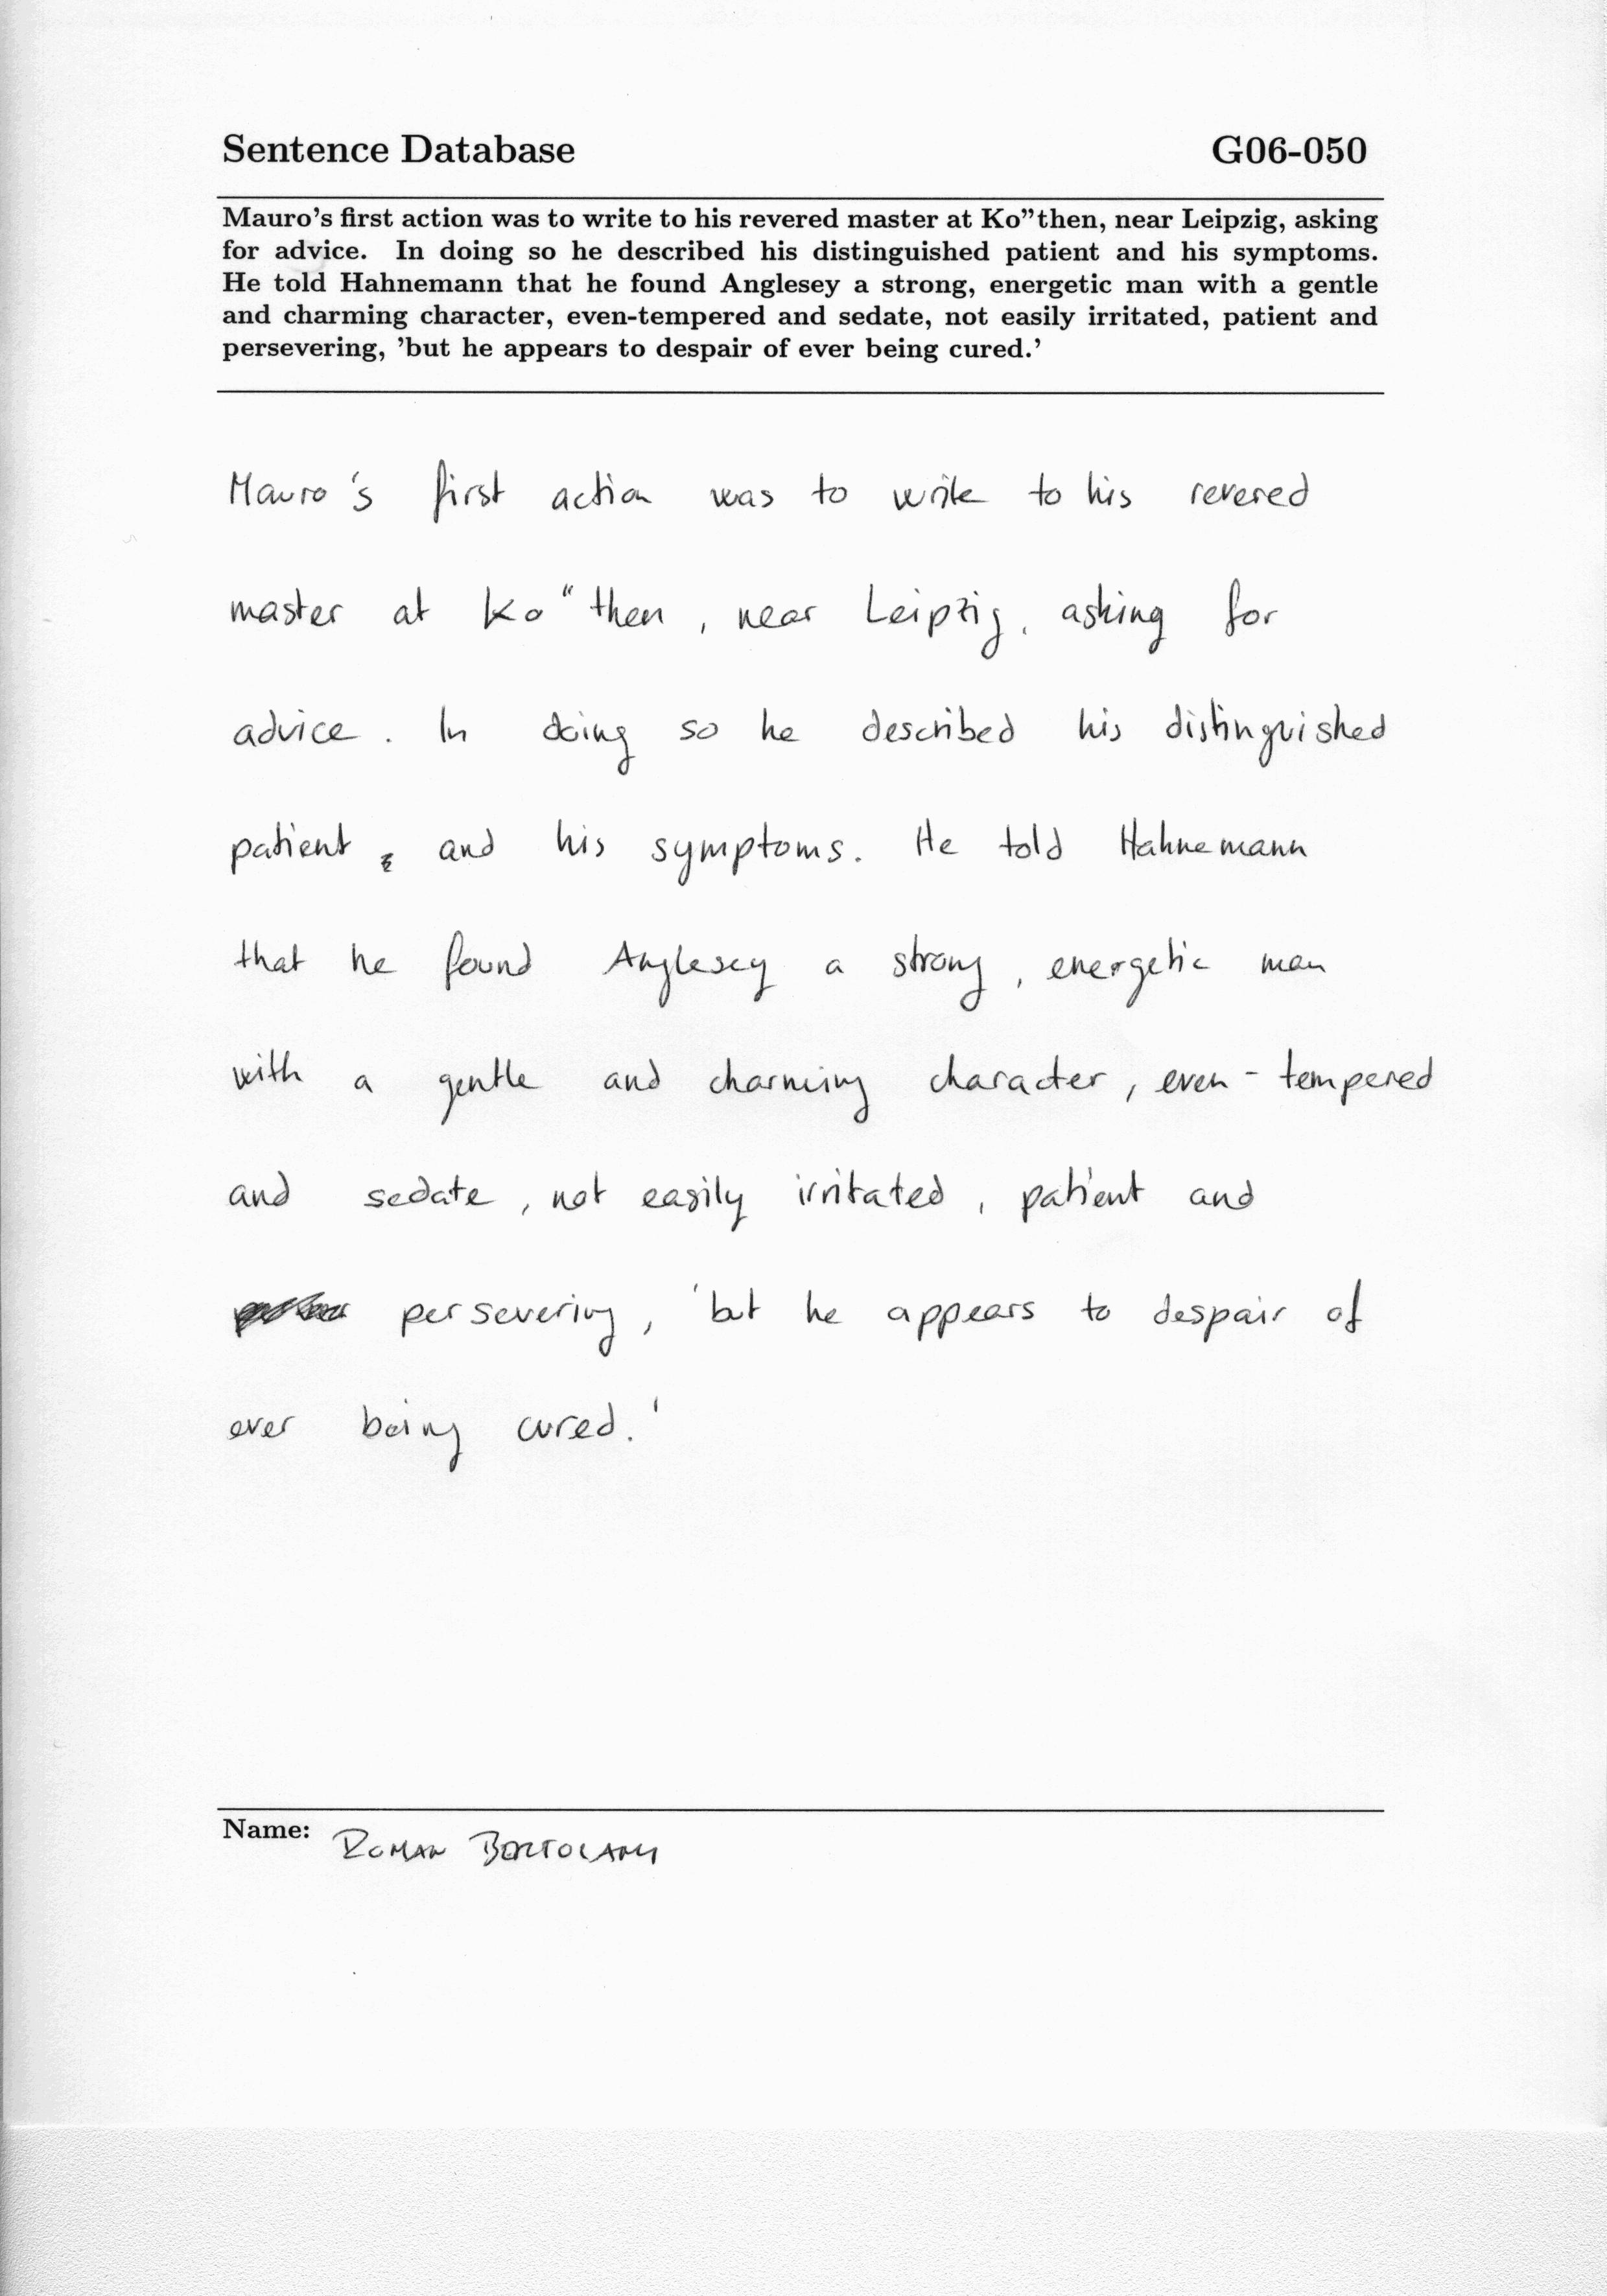 Sentence Database G06-050
Mauro's first action was to write to his revered master at Ko"then, near Leipzig, asking
for advice. In doing so he described his distinguished patient and his symptoms.
He told Hahnemann that he found Anglesey a strong, energetic man with a gentle
and charming character, even-tempered and sedate, not easily irritated, patient and
persevering, 'but he appears to despair of ever being cured.'
Mauro's first action was to write to his revered
master at Ko"then, near Leipzig, asking for
advice. In doing so he described his distinguished
patient and his symptoms. He told Hahnemann
that he found Anglesey a strong, energetic man
with a gentle and charming character, even-tempered
and sedate, not easily irritated, patient and
persevering, 'but he appears to despair of
ever being cured.'
Name: ROMAN BORTOLANI